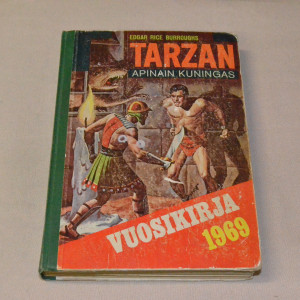 EDGAR RICE BURROUGHS
TARZAN
APINAIN KUNINGAS
VUOSIKIRJA
1969